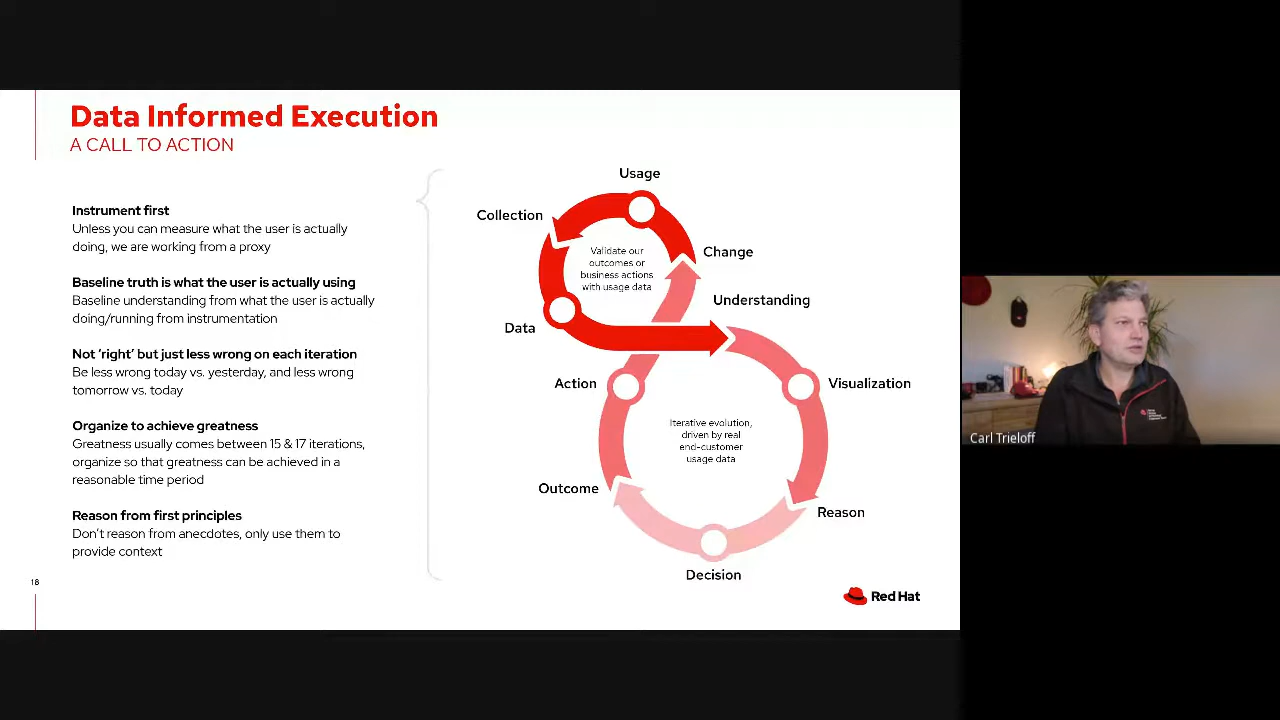 Data Informed Execution
A CALL TO ACTION
Instrument first
Unless you can measure what the user is actually
doing, we are working from a proxy
Baseline truth is what the user is actually using
Baseline understanding from what the user is actually
doing/running from instrumentation
Not ‘right’ but just less wrong on each iteration
Be less wrong today vs. yesterday, and less wrong
tomorrow vs. today
Organize to achieve greatness
Greatness usually comes between 15 & 17 iterations,
organize so that greatness can be achieved in a
reasonable time period
Reason from first principles
Don’t reason from anecdotes, only use them to
provide context
18
Usage
Collection
Change
Validate our
outcomes or
business actions
with usage data
Understanding
Data
Action
Visualization
Iterative evolution,
driven by real
end-customer
usage data
Outcome
Reason
Decision
Red Hat
Carl Trieloff